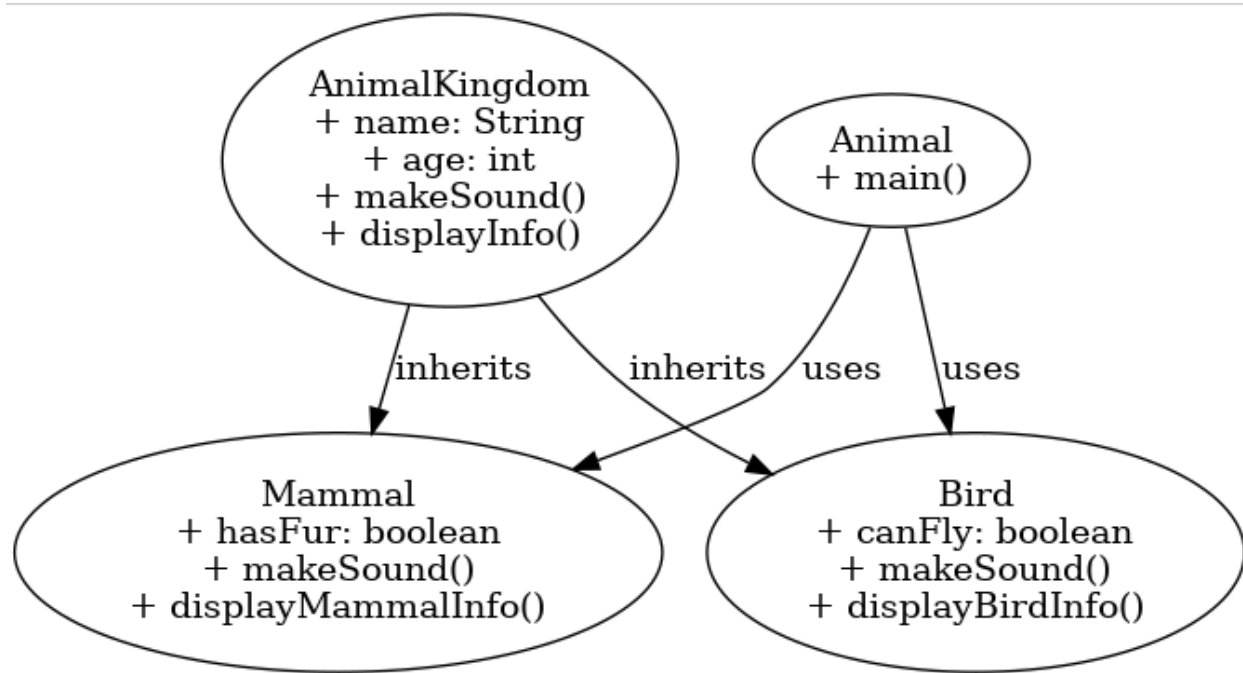 AnimalKingdom
+ name: String
+ age: int
+ makeSound()
+ displayInfo()
Animal
+ main()
inherits
inherits
uses
uses
Mammal
+ hasFur: boolean
+ makeSound()
+ displayMammalInfo()
Bird
+ canFly: boolean
+ makeSound()
+ displayBirdInfo()